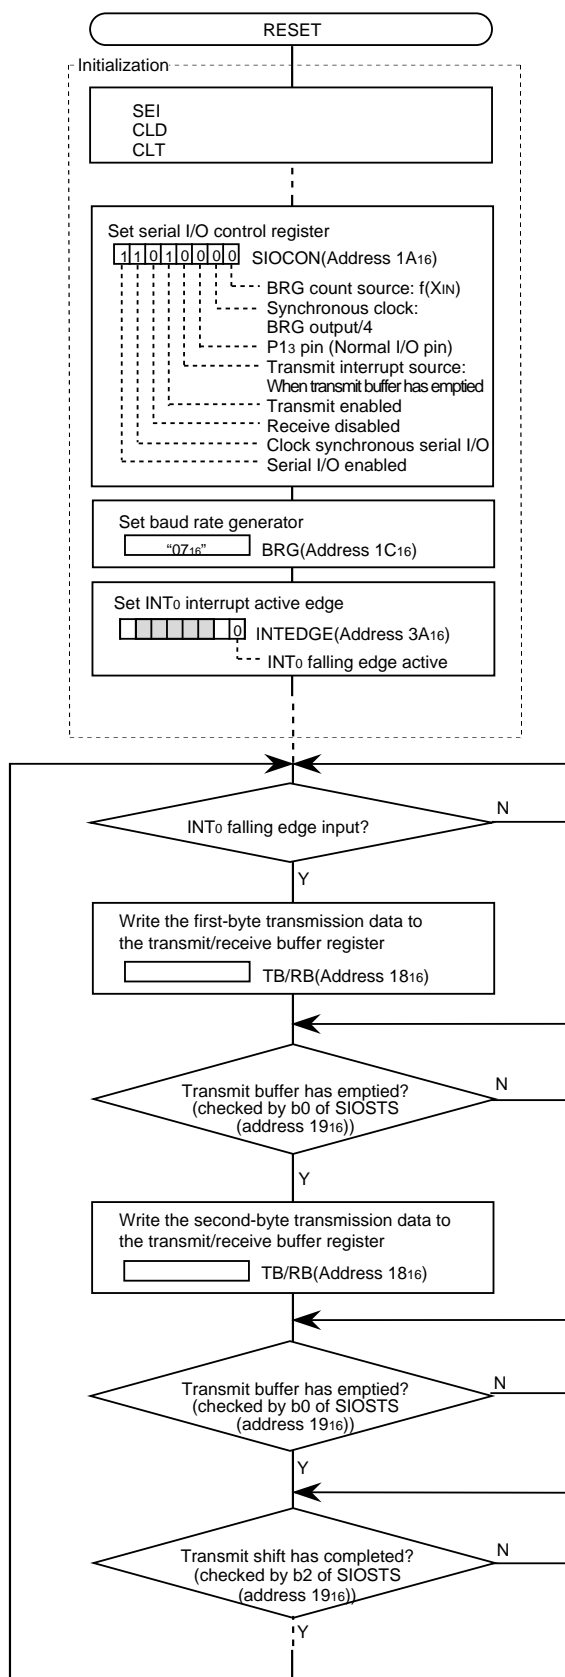 RESET
Initialization
SEI
CLD
CLT
Set serial I/O control register
1 1 0 1 0 0 0 0 SIOCON(Address 1A16)
BRG count source: f(XIN)
Synchronous clock:
BRG output/4
P13 pin (Normal I/O pin)
Transmit interrupt source:
When transmit buffer has emptied
Transmit enabled
Receive disabled
Clock synchronous serial I/O
Serial I/O enabled
Set baud rate generator
“0716” BRG(Address 1C16)
Set INT0 interrupt active edge
0 INTEDGE(Address 3A16)
INT0 falling edge active
INT0 falling edge input?
N
Y
Write the first-byte transmission data to
the transmit/receive buffer register
TB/RB(Address 1816)
Transmit buffer has emptied?
(checked by b0 of SIOSTS
(address 1916))
N
Y
Write the second-byte transmission data to
the transmit/receive buffer register
TB/RB(Address 1816)
Transmit buffer has emptied?
(checked by b0 of SIOSTS
(address 1916))
N
Y
Transmit shift has completed?
(checked by b2 of SIOSTS
(address 1916))
N
Y